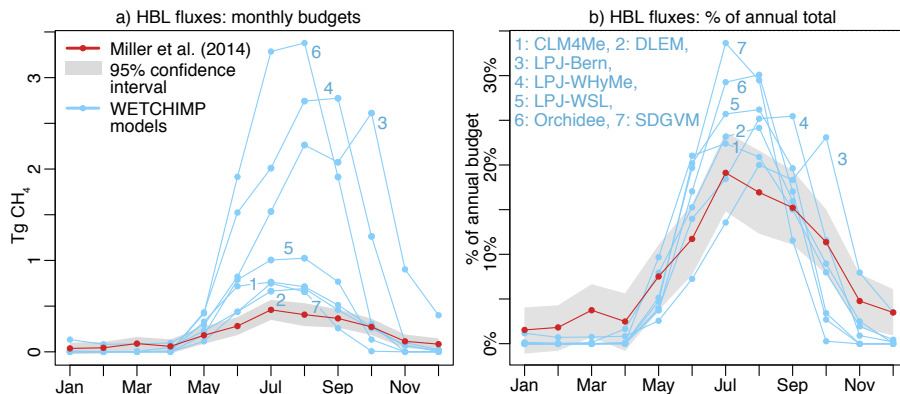 a) HBL fluxes: monthly budgets
Miller et al. (2014)
95% confidence
interval
WETCHIMP
models
6
4
3
5
1
2
7
Tg CH4
3
2
1
0
Jan Mar May Jul Sep Nov
b) HBL fluxes: % of annual total
1: CLM4Me, 2: DLEM,
3: LPJ-Bern,
4: LPJ-WHyMe,
5: LPJ-WSL,
6: Orchidee, 7: SDGVM
7
6
5
2
1
4
3
% of annual budget
30%
20%
10%
0%
Jan Mar May Jul Sep Nov